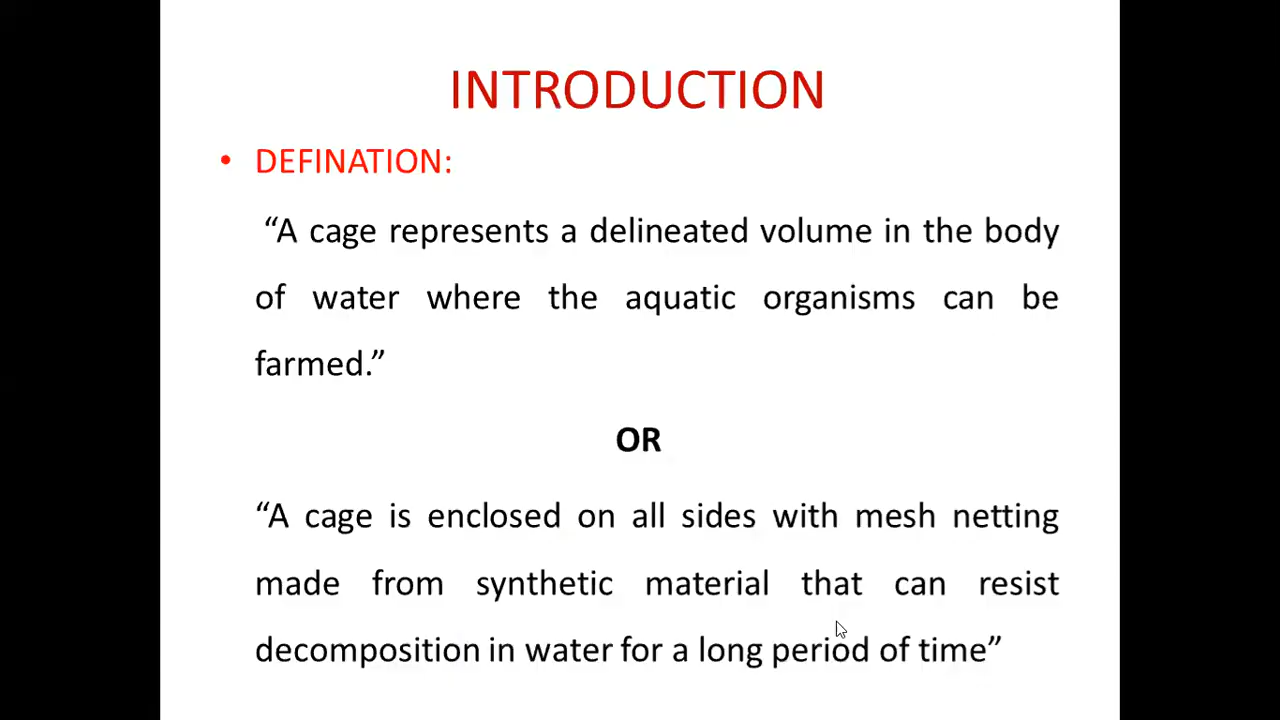 INTRODUCTION
• DEFINATION:
“A cage represents a delineated volume in the body
of water where the aquatic organisms can be
farmed.”
OR
“A cage is enclosed on all sides with mesh netting
made from synthetic material that can resist
decomposition in water for a long period of time”